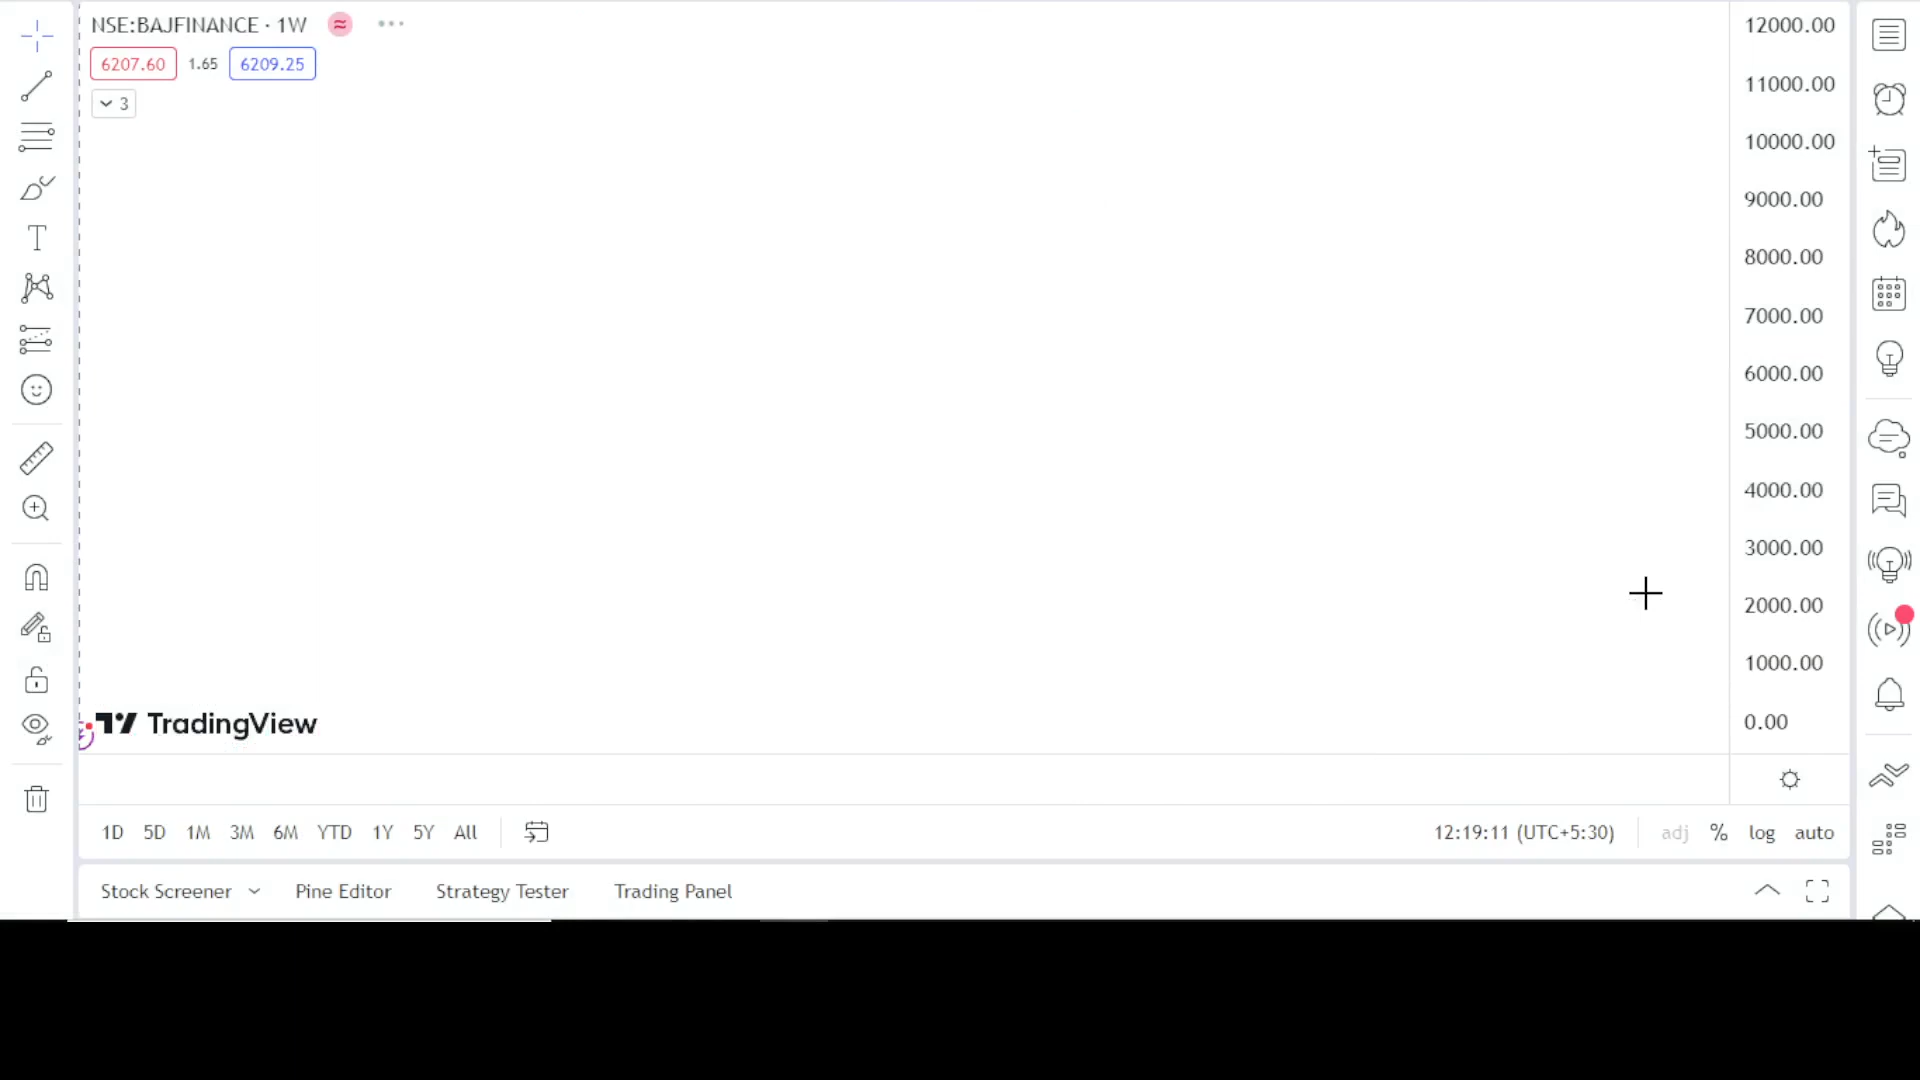 NSE:BAJFINANCE · 1W
6207.60 1.65 6209.25
3
12000.00
11000.00
10000.00
9000.00
8000.00
7000.00
6000.00
5000.00
4000.00
3000.00
2000.00
1000.00
0.00
TradingView
1D 5D 1M 3M 6M YTD 1Y 5Y All 12:19:11 (UTC+5:30) adj % log auto
Stock Screener Pine Editor Strategy Tester Trading Panel